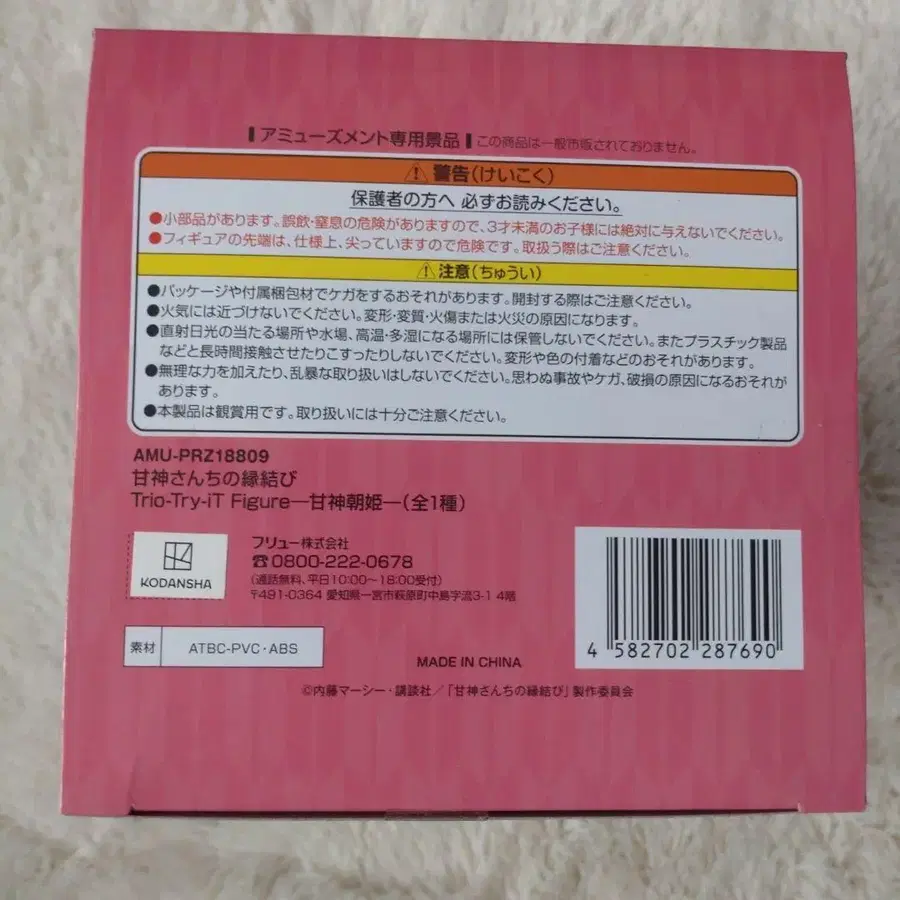 アミューズメント専用景品 この商品は一般市販されておりません。
⚠警告(けいこく)
保護者の方へ 必ずお読みください。
●小部品があります。誤飲・窒息の危険がありますので、3才未満のお子様には絶対に与えないでください。
●フィギュアの先端は、仕様上、尖っていますので危険です。取扱う際はご注意ください。
⚠注意(ちゅうい)
●パッケージや付属梱包材でケガをするおそれがあります。開封する際はご注意ください。
●火気には近づけないでください。変形・変質・火傷または火災の原因になります。
●直射日光の当たる場所や水場、高温・多湿になる場所には保管しないでください。またプラスチック製品
などと長時間接触させたりこすったりしないでください。変形や色の付着などのおそれがあります。
●無理な力を加えたり、乱暴な取り扱いはしないでください。思わぬ事故やケガ、破損の原因になるおそれが
あります。
●本製品は観賞用です。取り扱いには十分ご注意ください。
AMU-PRZ18809
甘神さんちの縁結び
Trio-Try-iT Figure―甘神朝姫―(全1種)
KODANSHA
フリュー株式会社
☎0800-222-0678
(通話無料、平日10:00~18:00受付)
〒491-0364 愛知県一宮市萩原町中島字流3-1 4階
素材 ATBC-PVC・ABS
MADE IN CHINA
4 582702 287690
©内藤マーシー・講談社/「甘神さんちの縁結び」製作委員会